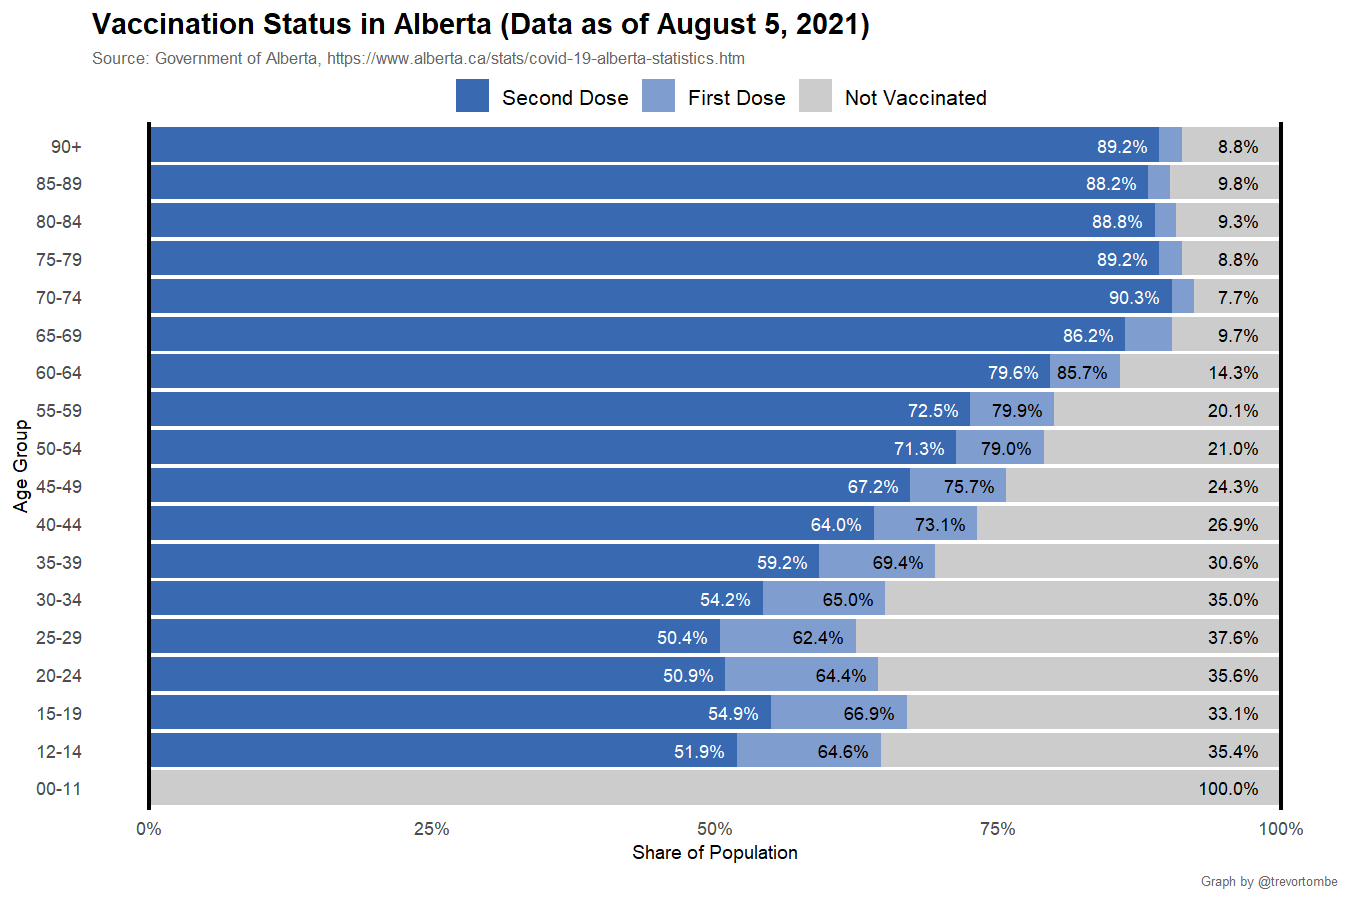 Vaccination Status in Alberta (Data as of August 5, 2021)
Source: Government of Alberta, https://www.alberta.ca/stats/covid-19-alberta-statistics.htm
Second Dose First Dose Not Vaccinated
90+ 89.2% 8.8%
85-89 88.2% 9.8%
80-84 88.8% 9.3%
75-79 89.2% 8.8%
70-74 90.3% 7.7%
65-69 86.2% 9.7%
60-64 79.6% 85.7% 14.3%
55-59 72.5% 79.9% 20.1%
50-54 71.3% 79.0% 21.0%
45-49 67.2% 75.7% 24.3%
40-44 64.0% 73.1% 26.9%
35-39 59.2% 69.4% 30.6%
30-34 54.2% 65.0% 35.0%
25-29 50.4% 62.4% 37.6%
20-24 50.9% 64.4% 35.6%
15-19 54.9% 66.9% 33.1%
12-14 51.9% 64.6% 35.4%
00-11 100.0%
Age Group
0% 25% 50% 75% 100%
Share of Population
Graph by @trevortombe